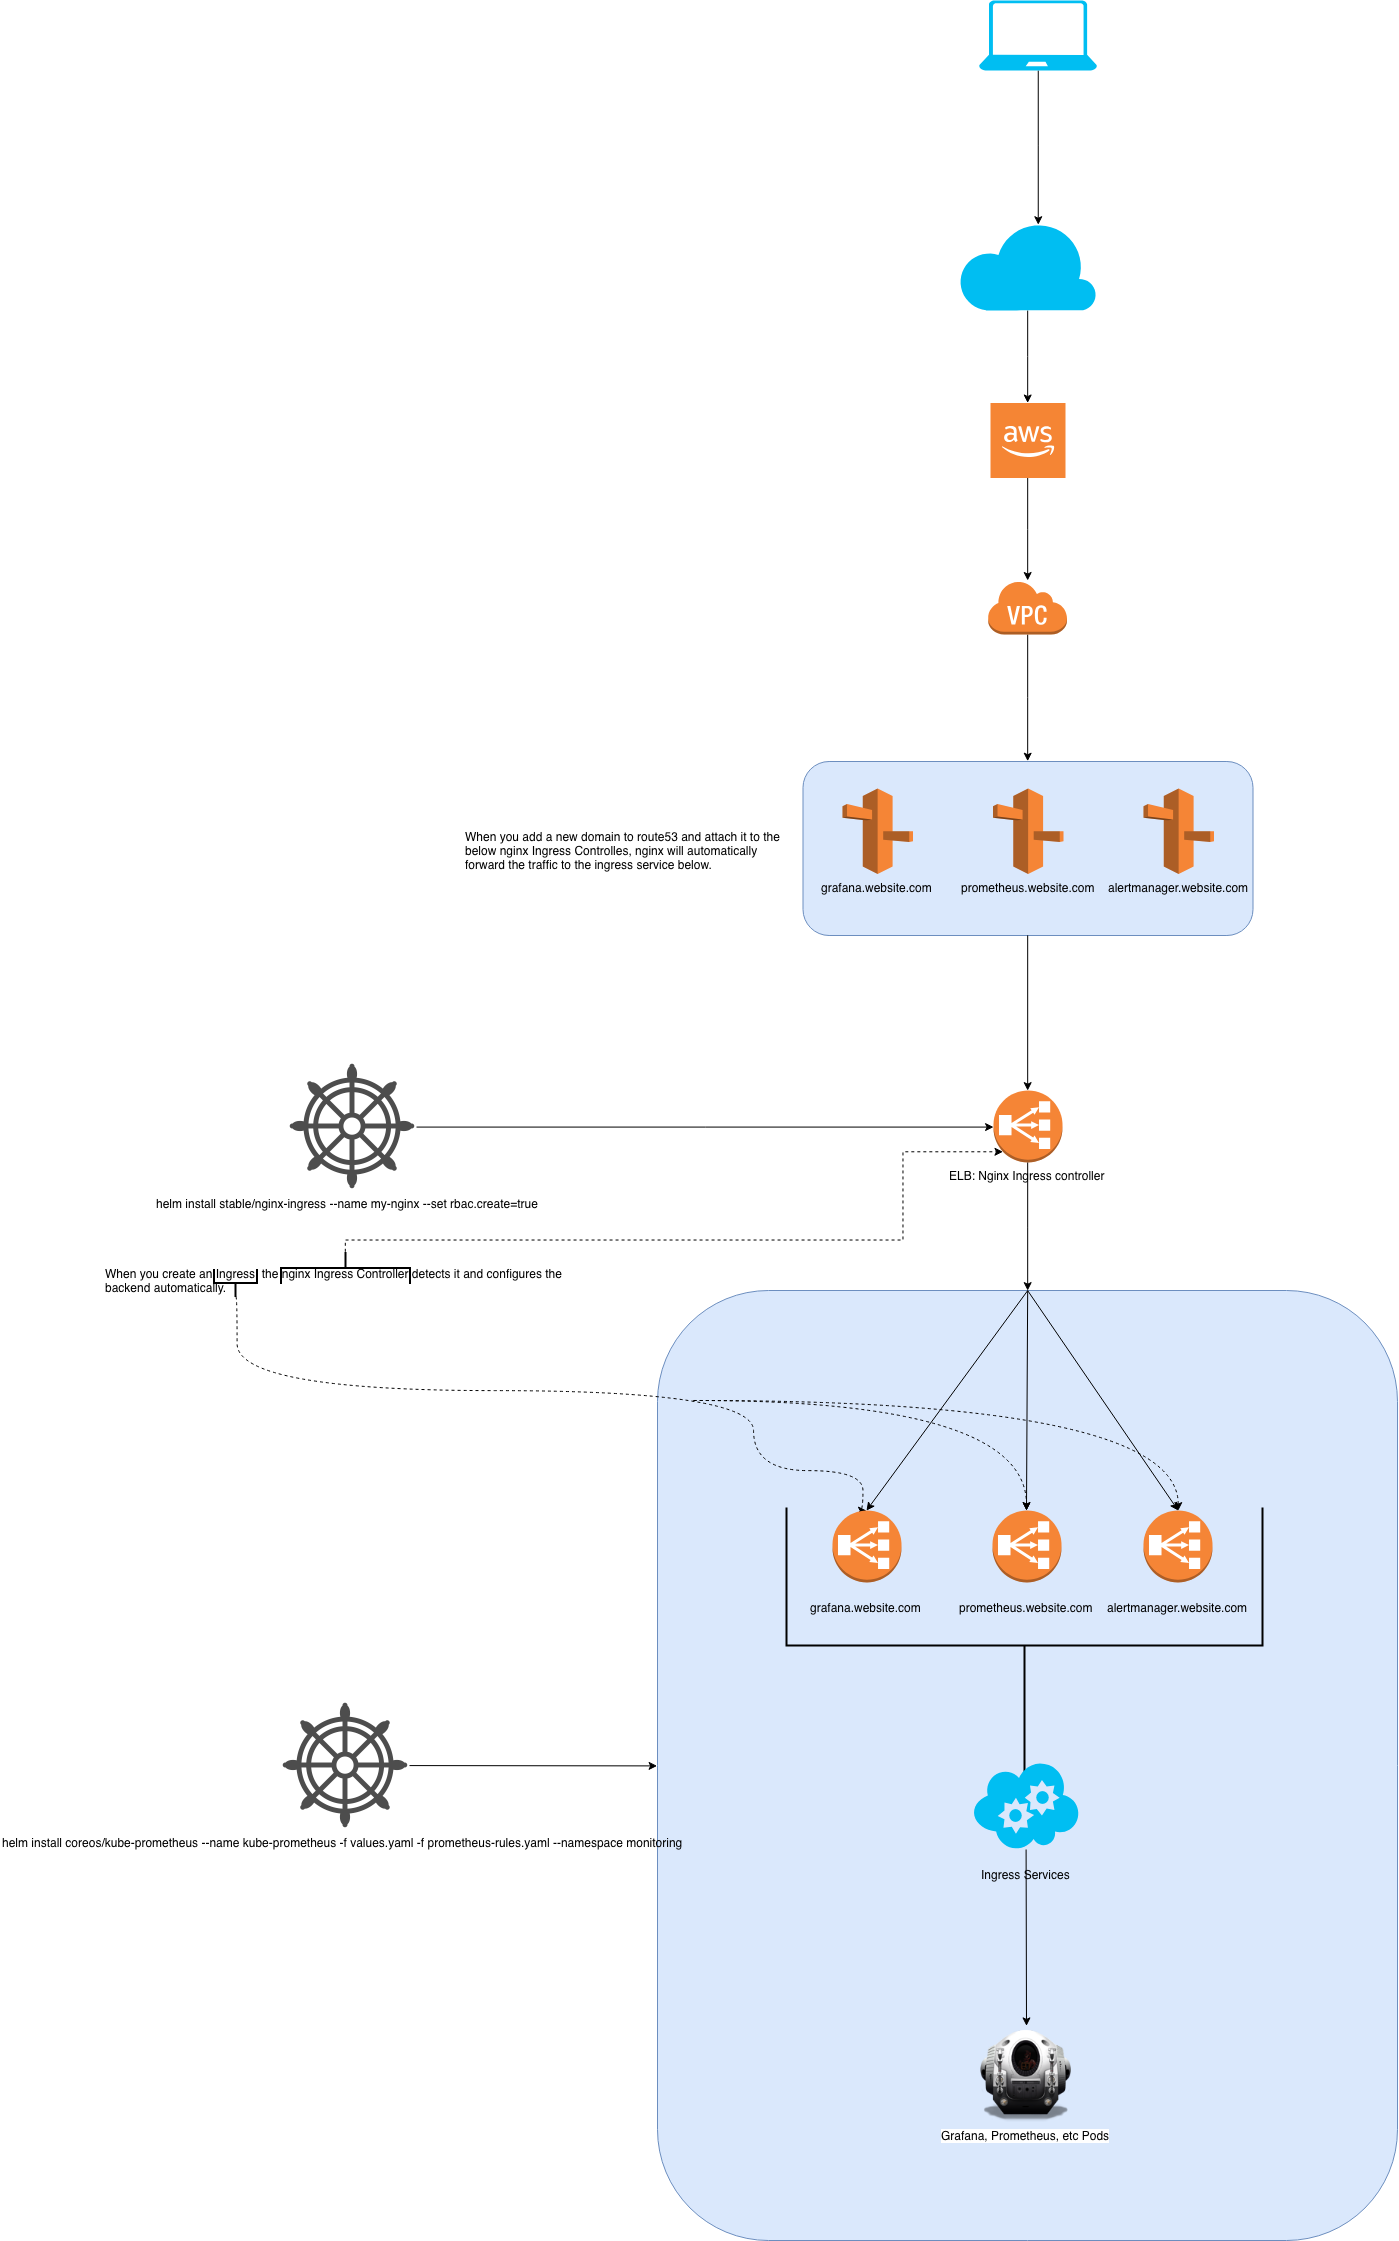 aws
VPC
When you add a new domain to route53 and attach it to the
below nginx Ingress Controlles, nginx will automatically
forward the traffic to the ingress service below.
grafana.website.com
prometheus.website.com
alertmanager.website.com
ELB: Nginx Ingress controller
helm install stable/nginx-ingress --name my-nginx --set rbac.create=true
When you create an Ingress, the nginx Ingress Controller detects it and configures the
backend automatically.
grafana.website.com
prometheus.website.com
alertmanager.website.com
helm install coreos/kube-prometheus --name kube-prometheus -f values.yaml -f prometheus-rules.yaml --namespace monitoring
Ingress Services
Grafana, Prometheus, etc Pods